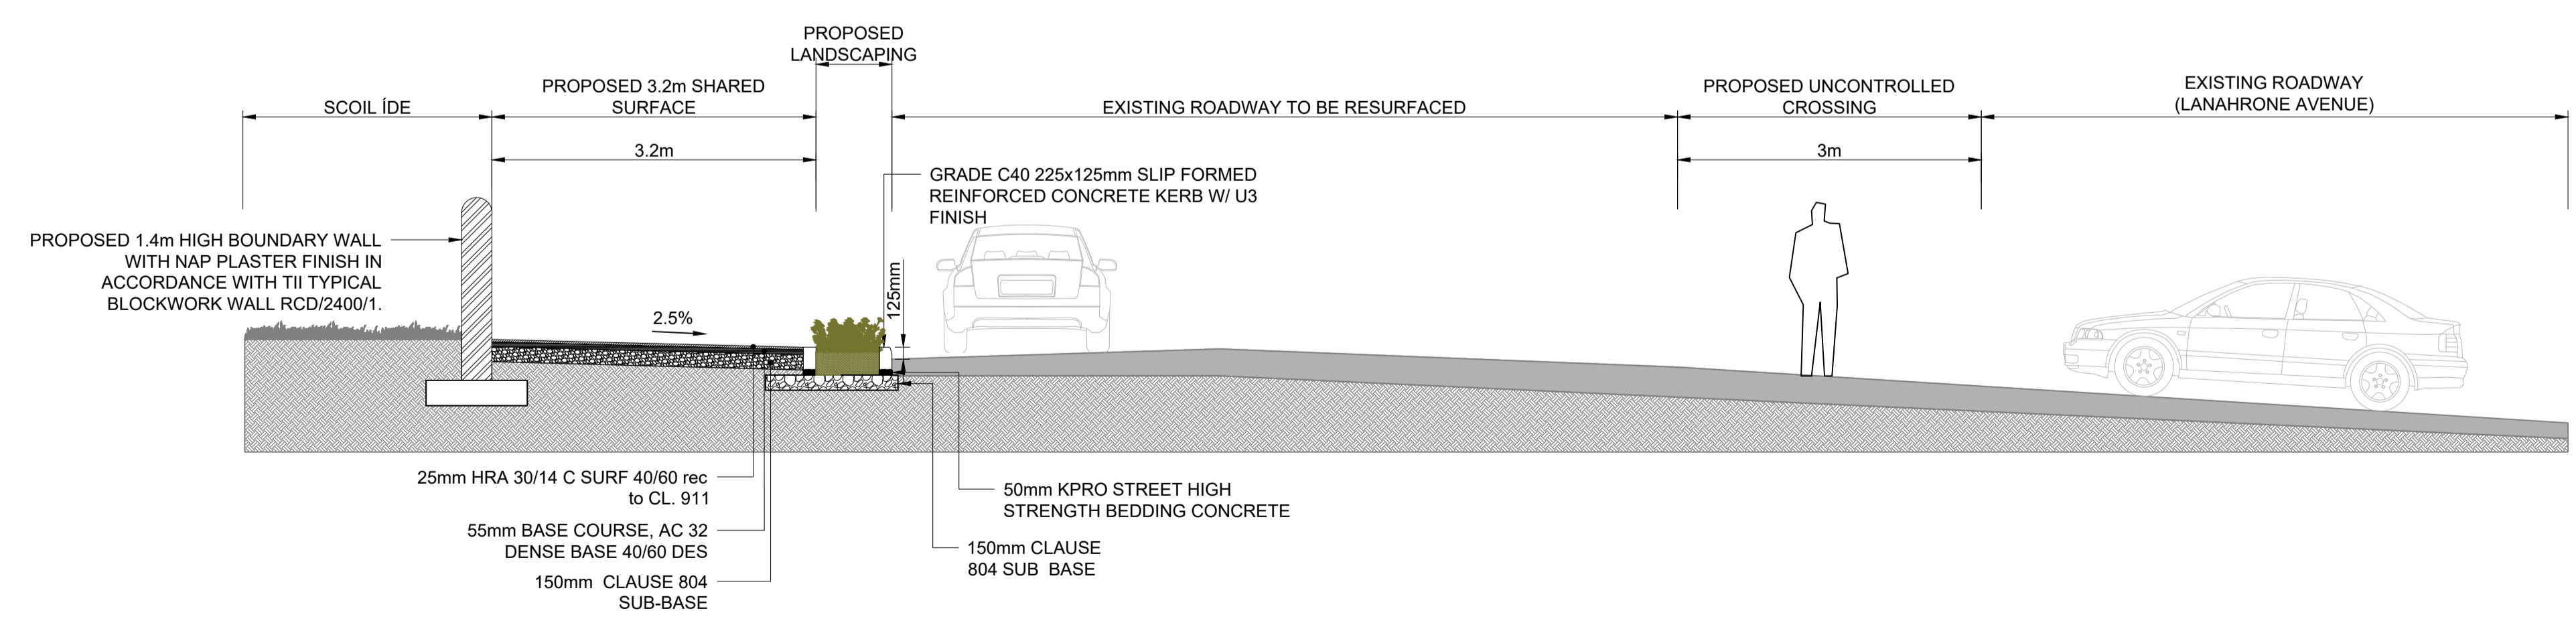 PROPOSED
LANDSCAPING
SCOIL ÍDE
PROPOSED 3.2m SHARED
SURFACE
EXISTING ROADWAY TO BE RESURFACED
PROPOSED UNCONTROLLED
CROSSING
EXISTING ROADWAY
(LANAHRONE AVENUE)
3.2m
3m
GRADE C40 225x125mm SLIP FORMED
REINFORCED CONCRETE KERB W/ U3
FINISH
PROPOSED 1.4m HIGH BOUNDARY WALL
WITH NAP PLASTER FINISH IN
ACCORDANCE WITH TII TYPICAL
BLOCKWORK WALL RCD/2400/1.
2.5%
125mm
25mm HRA 30/14 C SURF 40/60 rec
to CL. 911
55mm BASE COURSE, AC 32
DENSE BASE 40/60 DES
150mm CLAUSE 804
SUB-BASE
50mm KPRO STREET HIGH
STRENGTH BEDDING CONCRETE
150mm CLAUSE
804 SUB BASE